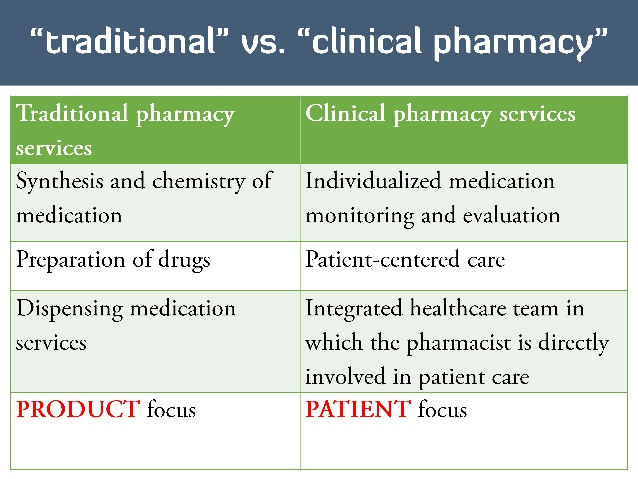 “traditional” vs. “clinical pharmacy”
Traditional pharmacy services
Clinical pharmacy services
Synthesis and chemistry of medication
Individualized medication monitoring and evaluation
Preparation of drugs
Patient-centered care
Dispensing medication services
Integrated healthcare team in which the pharmacist is directly involved in patient care
PRODUCT focus
PATIENT focus